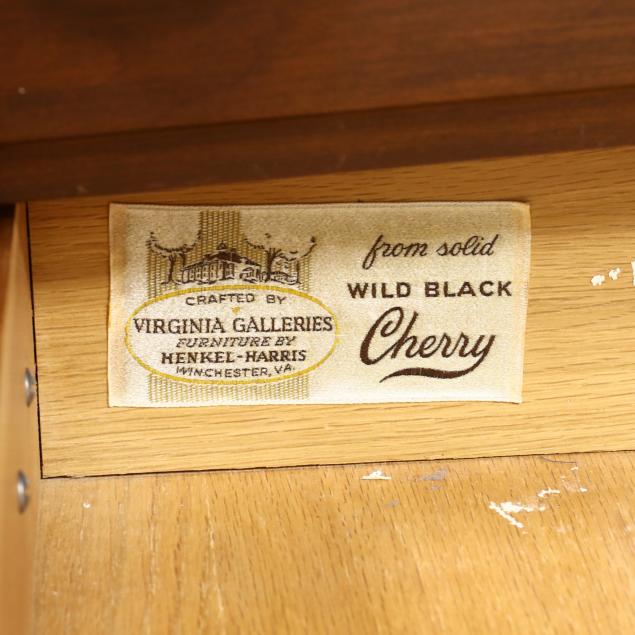 CRAFTED BY
VIRGINIA GALLERIES
FURNITURE BY
HENKEL-HARRIS
WINCHESTER, VA.
from solid
WILD BLACK
Cherry